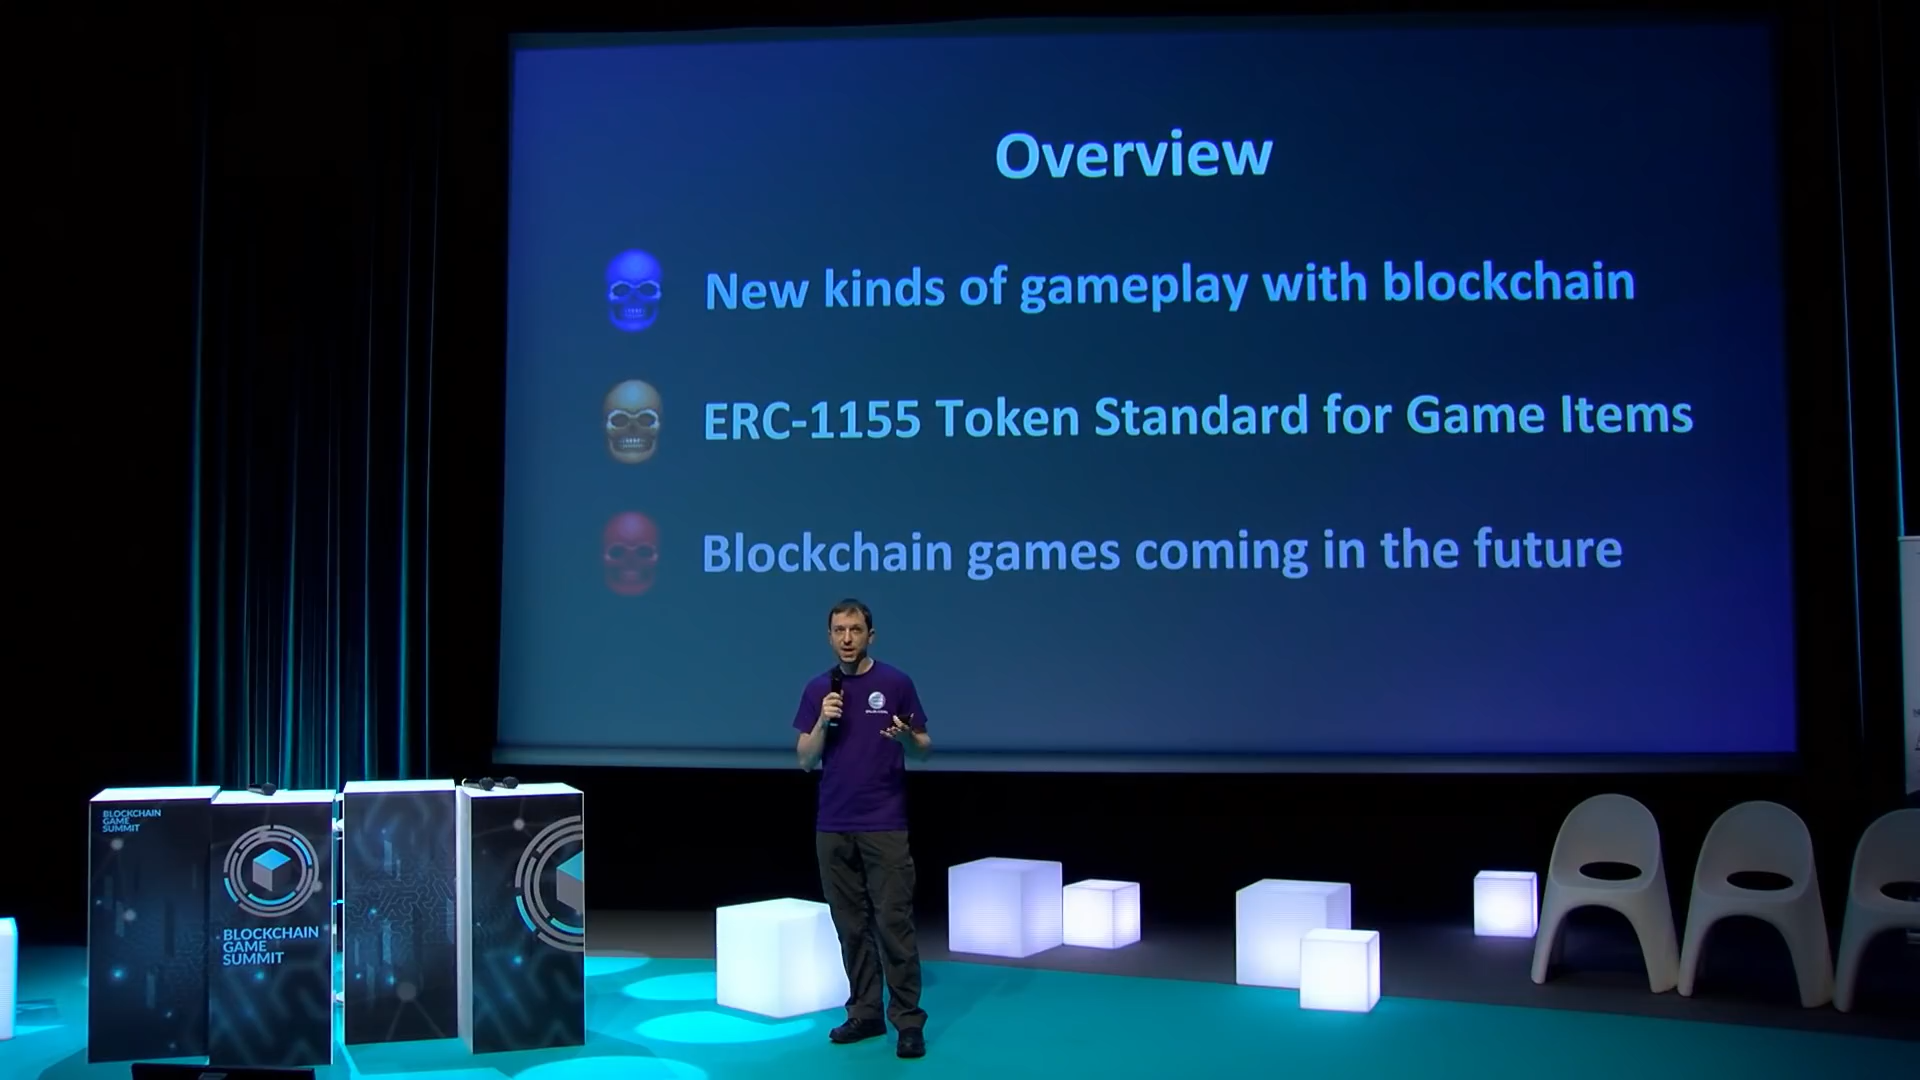 Overview
New kinds of gameplay with blockchain
ERC-1155 Token Standard for Game Items
Blockchain games coming in the future
BLOCKCHAIN
GAME
SUMMIT
BLOCKCHAIN
GAME
SUMMIT